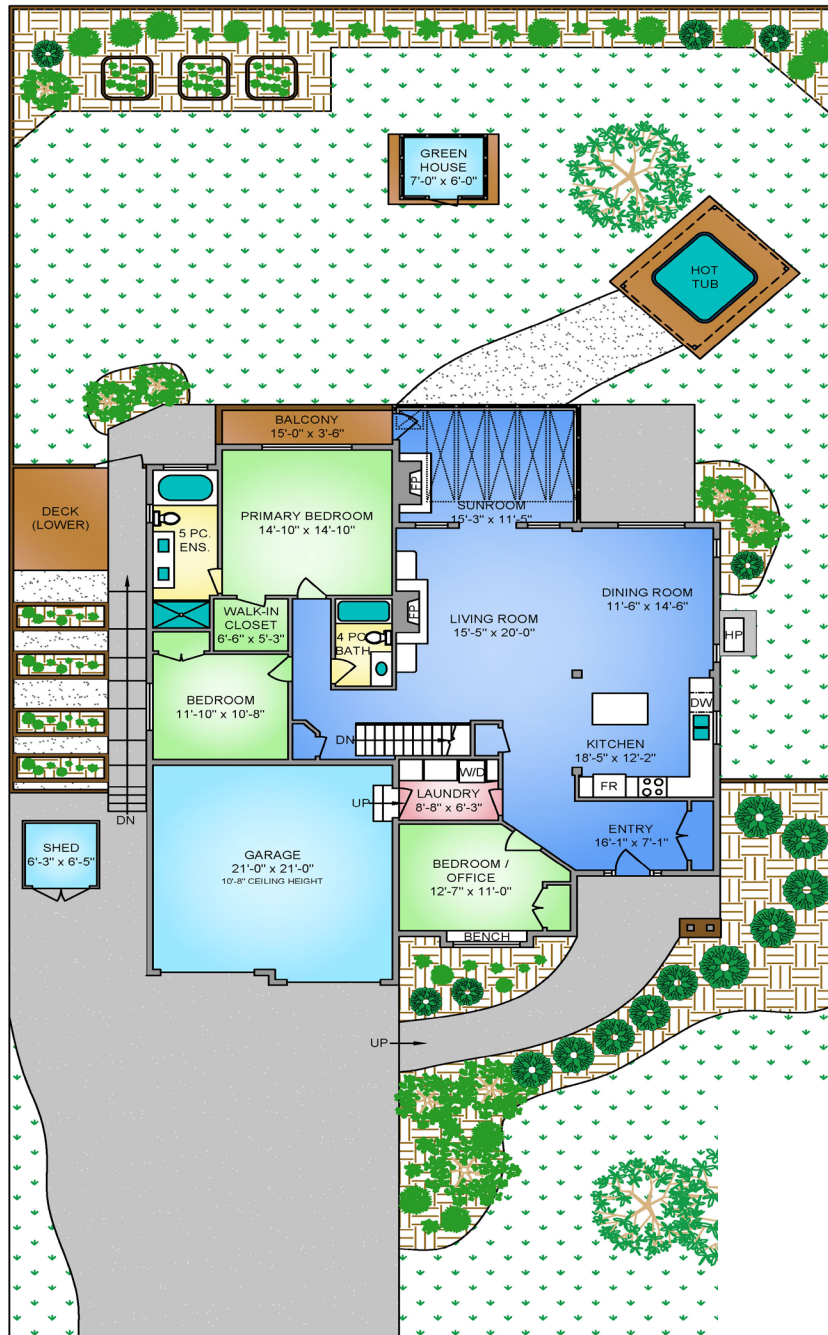 GREEN
HOUSE
7'-0" x 6'-0"
HOT
TUB
BALCONY
15'-0" x 3'-6"
FP
SUNROOM
15'-3" x 11'-5"
DECK
(LOWER)
PRIMARY BEDROOM
14'-10" x 14'-10"
5 PC.
ENS.
WALK-IN
CLOSET
6'-6" x 5'-3"
4 PC.
BATH
FP
LIVING ROOM
15'-5" x 20'-0"
DINING ROOM
11'-6" x 14'-6"
HP
BEDROOM
11'-10" x 10'-8"
DW
DN
KITCHEN
18'-5" x 12'-2"
W/D
FR
LAUNDRY
8'-8" x 6'-3"
UP
DN
SHED
6'-3" x 6'-5"
GARAGE
21'-0" x 21'-0"
10'-8" CEILING HEIGHT
BEDROOM /
OFFICE
12'-7" x 11'-0"
ENTRY
16'-1" x 7'-1"
BENCH
UP